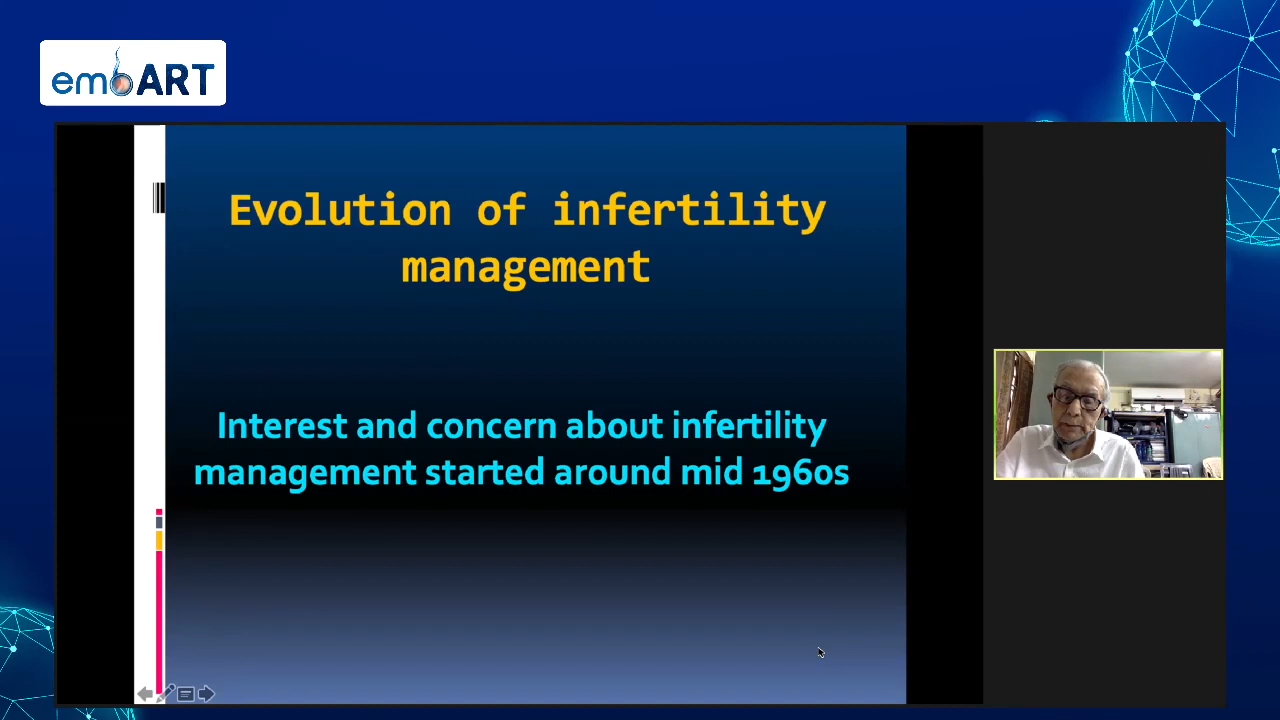 embART
Evolution of infertility
management
Interest and concern about infertility
management started around mid 1960s